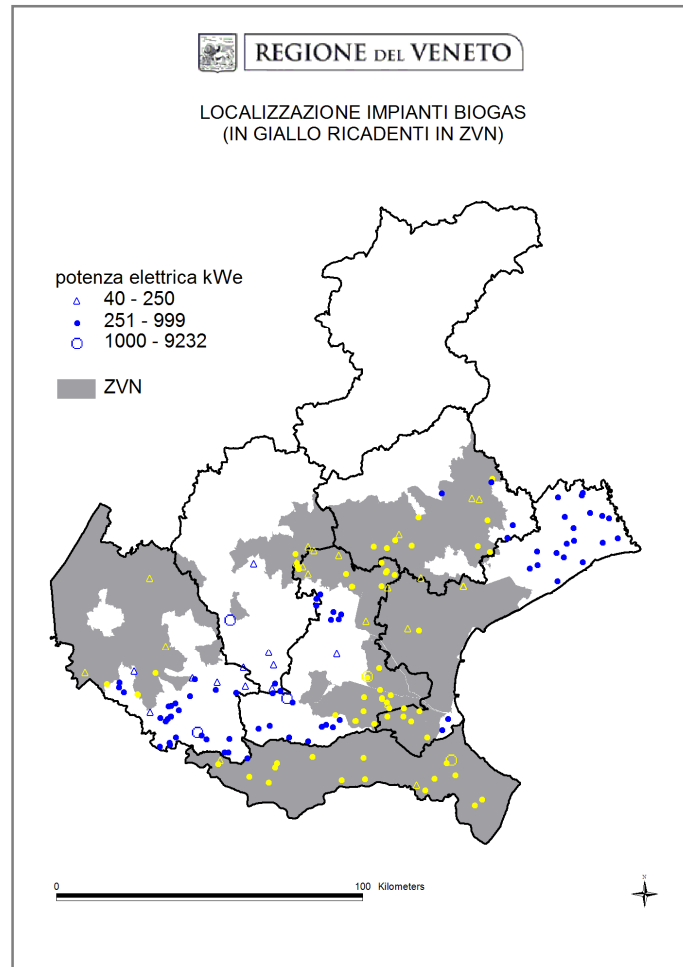 REGIONE DEL VENETO
LOCALIZZAZIONE IMPIANTI BIOGAS
(IN GIALLO RICADENTI IN ZVN)
potenza elettrica kWe
40 - 250
251 - 999
1000 - 9232
ZVN
0
100 Kilometers
N